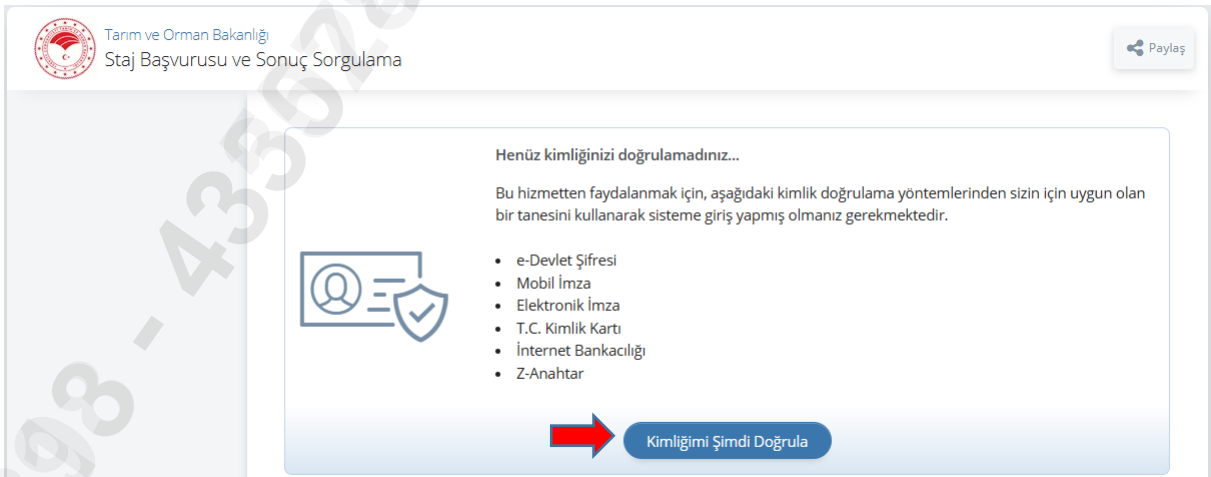 Tarım ve Orman Bakanlığı
Staj Başvurusu ve Sonuç Sorgulama
Paylaş
Henüz kimliğinizi doğrulamadınız...
Bu hizmetten faydalanmak için, aşağıdaki kimlik doğrulama yöntemlerinden sizin için uygun olan
bir tanesini kullanarak sisteme giriş yapmış olmanız gerekmektedir.
• e-Devlet Şifresi
• Mobil İmza
• Elektronik İmza
• T.C. Kimlik Kartı
• İnternet Bankacılığı
• Z-Anahtar
Kimliğimi Şimdi Doğrula